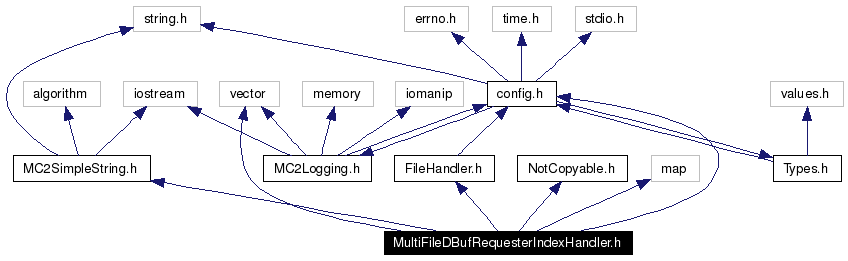 string.h
errno.h
time.h
stdio.h
algorithm
iostream
vector
memory
iomanip
config.h
values.h
MC2SimpleString.h
MC2Logging.h
FileHandler.h
NotCopyable.h
map
Types.h
MultiFileDBufRequesterIndexHandler.h